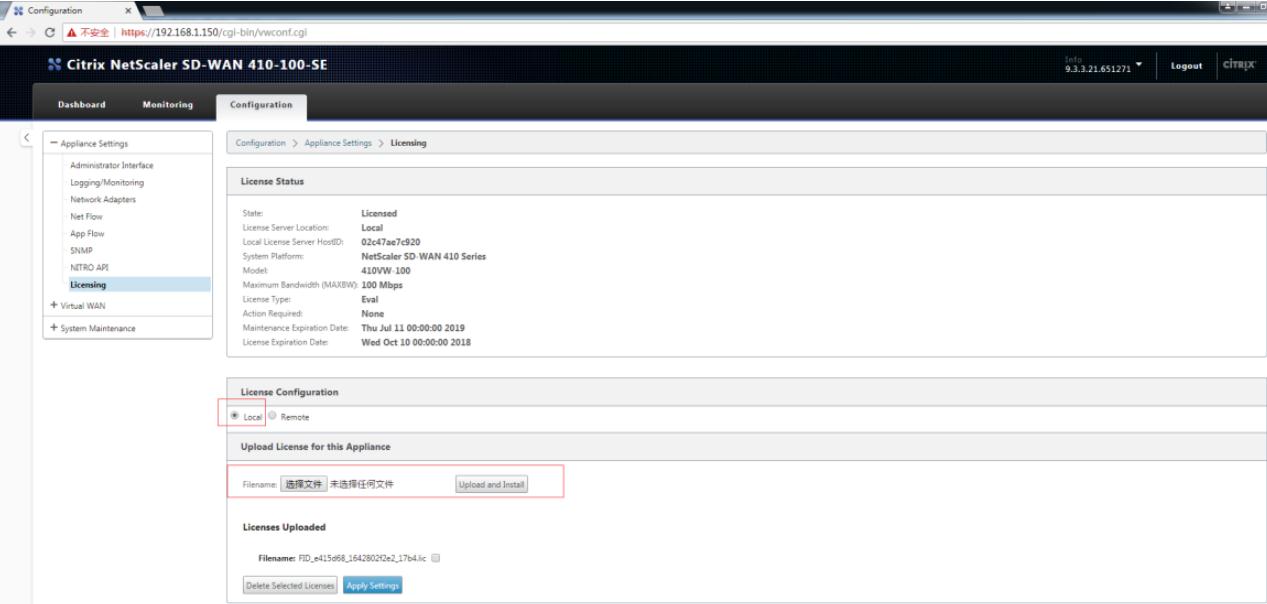 Configuration
不安全 | https://192.168.1.150/cgi-bin/vwconf.cgi
Citrix NetScaler SD-WAN 410-100-SE
Info
9.3.3.21.651271
Logout
CITRIX
Dashboard Monitoring Configuration
Appliance Settings
Administrator Interface
Logging/Monitoring
Network Adapters
Net Flow
App Flow
SNMP
NITRO API
Licensing
Virtual WAN
System Maintenance
Configuration > Appliance Settings > Licensing
License Status
State: Licensed
License Server Location: Local
Local License Server HostID: 02c47ae7c920
System Platform: NetScaler SD-WAN 410 Series
Model: 410VW-100
Maximum Bandwidth (MAXBW): 100 Mbps
License Type: Eval
Action Required: None
Maintenance Expiration Date: Thu Jul 11 00:00:00 2019
License Expiration Date: Wed Oct 10 00:00:00 2018
License Configuration
Local Remote
Upload License for this Appliance
Filename: 选择文件 未选择任何文件 Upload and Install
Licenses Uploaded
Filename: FID_e415d68_1642802f2e2_17b4.lic
Delete Selected Licenses Apply Settings